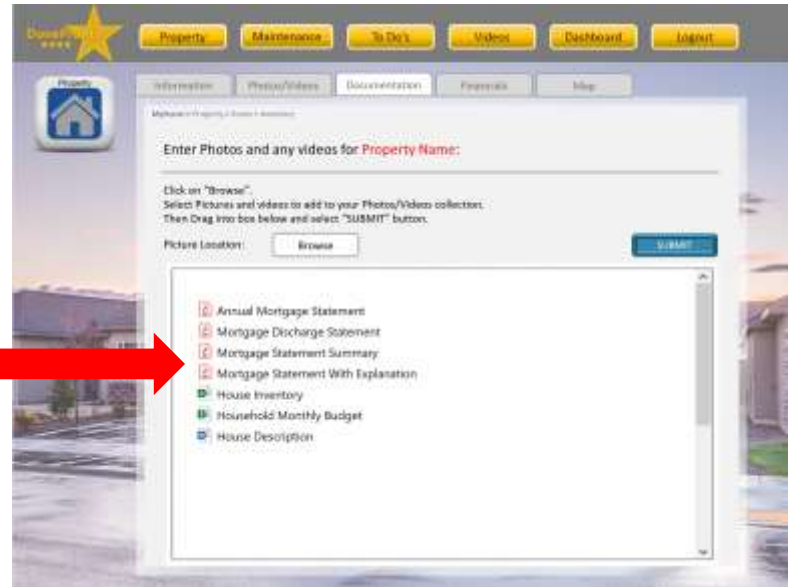 Property Maintenance To Do's Videos Dashboard Logout
Property
Information Photos/Videos Documentation Financials Map
Enter Photos and any videos for Property Name:
Click on "Browse".
Select Pictures and videos to add to your Photos/Videos collection.
Then Drag into box below and select "SUBMIT" button.
Picture Location: Browse SUBMIT
Annual Mortgage Statement
Mortgage Discharge Statement
Mortgage Statement Summary
Mortgage Statement With Explanation
House Inventory
Household Monthly Budget
House Description